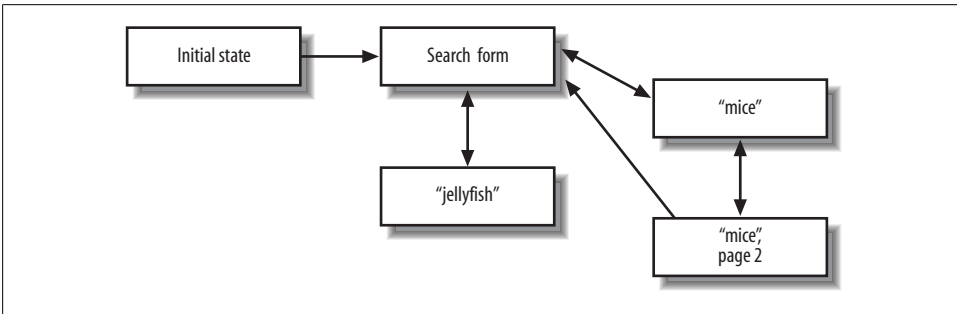 Initial state
Search form
“mice”
“jellyfish”
“mice”,
page 2